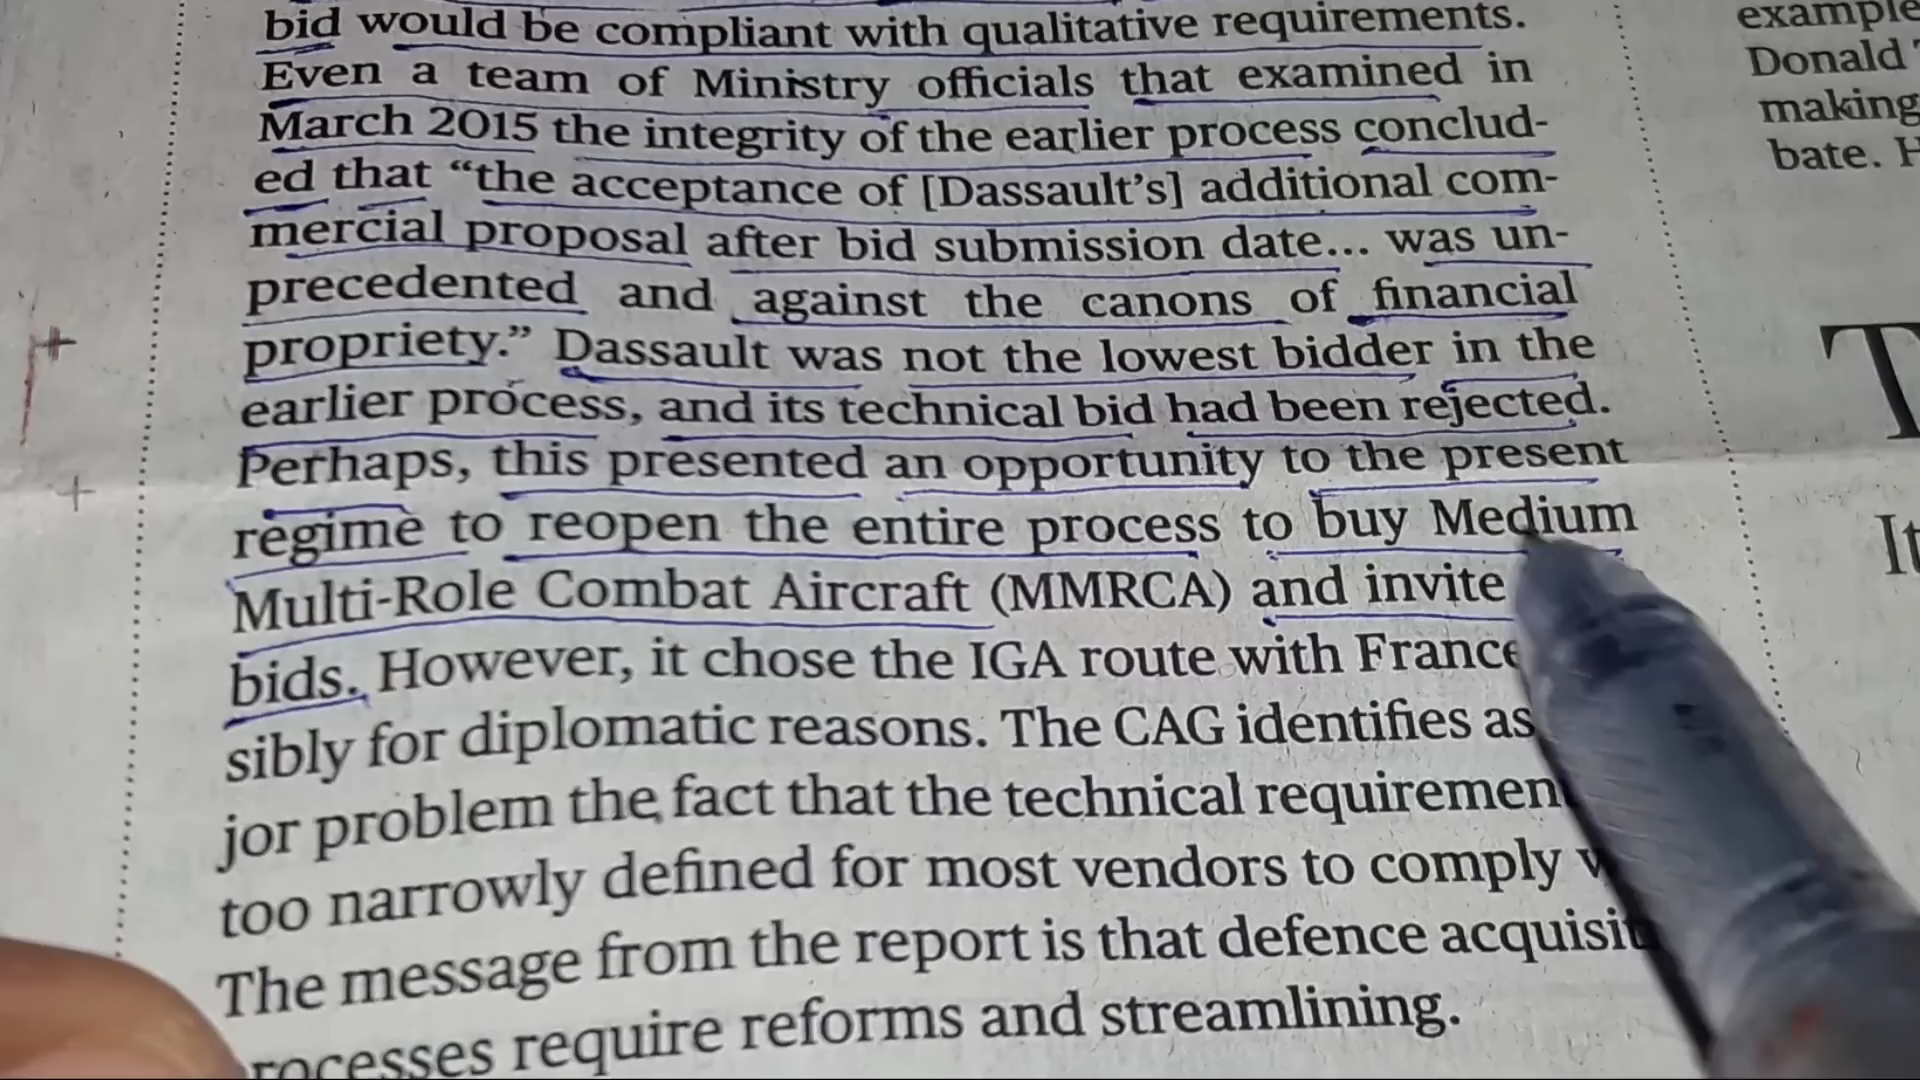 bid would be compliant with qualitative requirements.
Even a team of Ministry officials that examined in
March 2015 the integrity of the earlier process conclud-
ed that “the acceptance of [Dassault’s] additional com-
mercial proposal after bid submission date... was un-
precedented and against the canons of financial
propriety.” Dassault was not the lowest bidder in the
earlier process, and its technical bid had been rejected.
Perhaps, this presented an opportunity to the present
regime to reopen the entire process to buy Medium
Multi-Role Combat Aircraft (MMRCA) and invite
bids. However, it chose the IGA route with France
sibly for diplomatic reasons. The CAG identifies as
jor problem the fact that the technical requirement
too narrowly defined for most vendors to comply
The message from the report is that defence acquisit
rocesses require reforms and streamlining.
example
Donald
making
bate. H
T
It